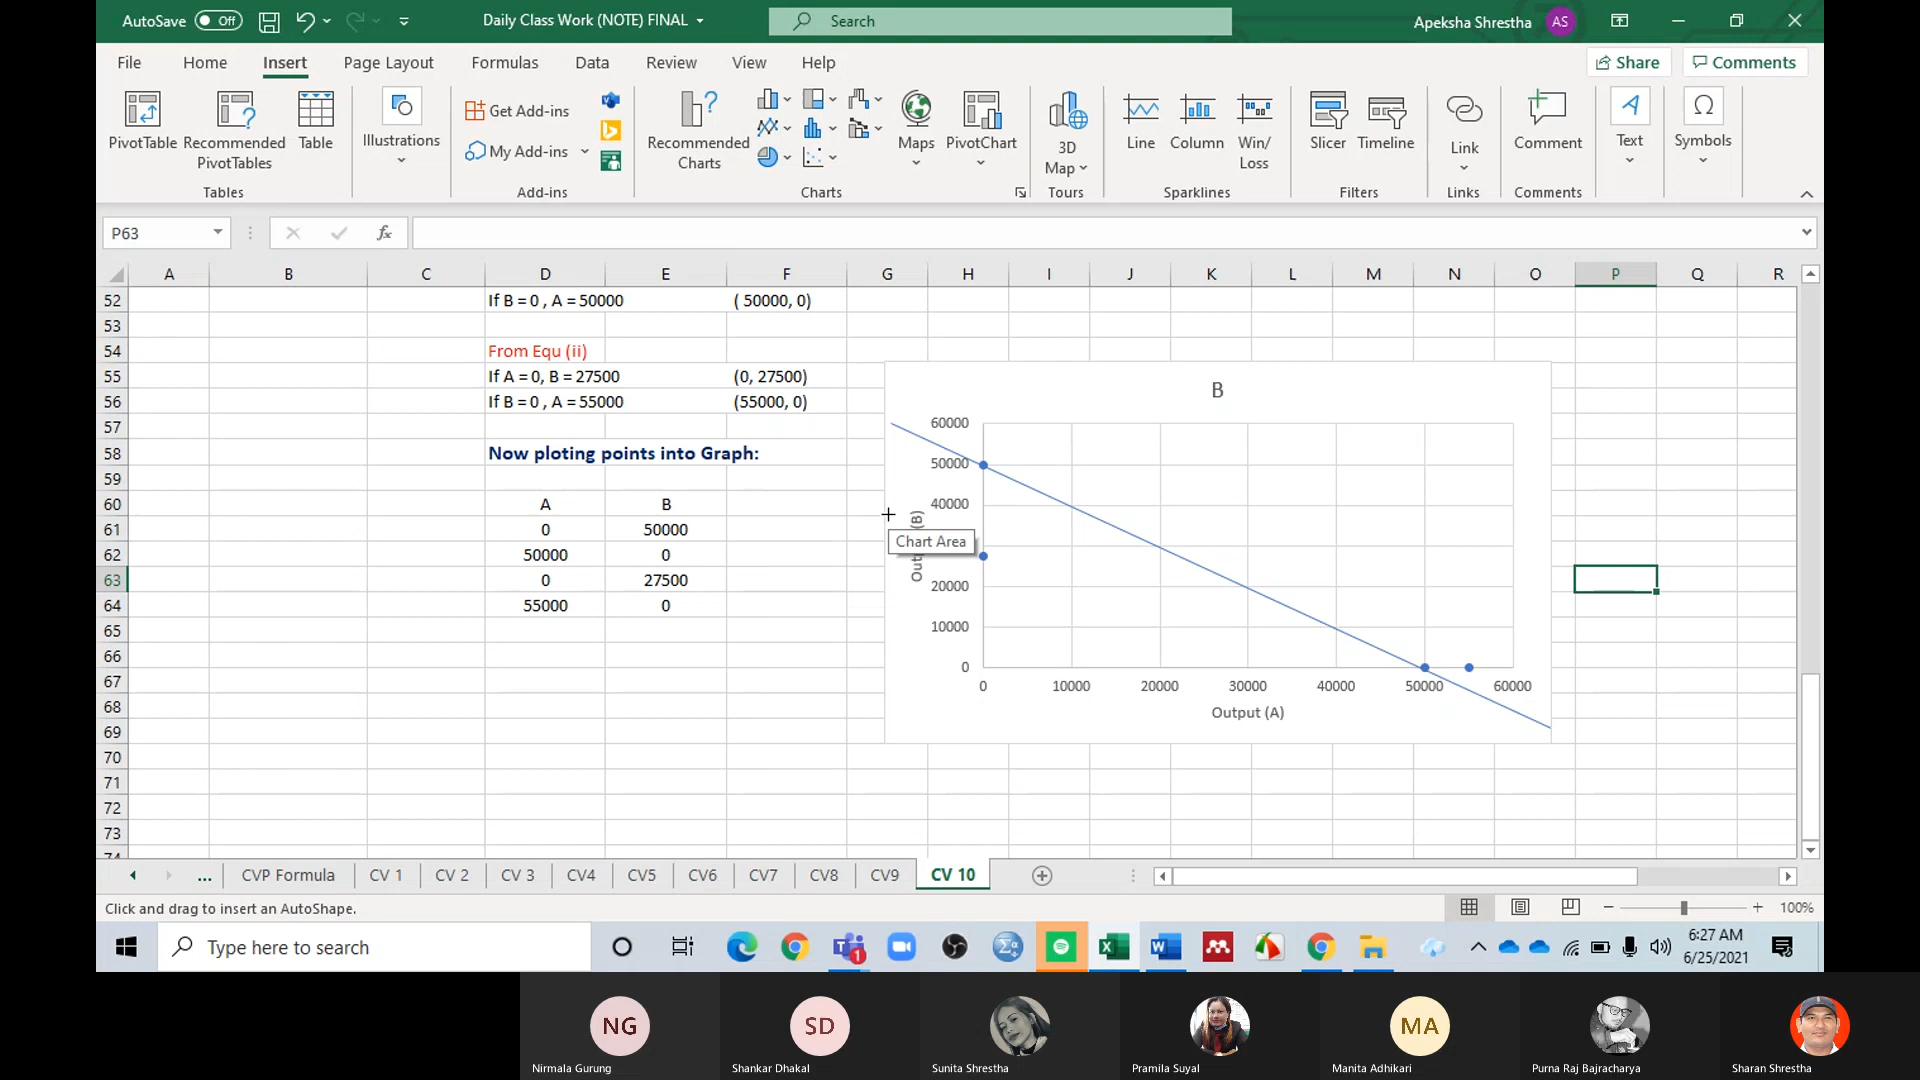 AutoSave Off
Daily Class Work (NOTE) FINAL
Search
Apeksha Shrestha AS
File Home Insert Page Layout Formulas Data Review View Help
Share Comments
PivotTable
Recommended PivotTables
Table
Illustrations
Get Add-ins
My Add-ins
Recommended Charts
Maps
PivotChart
3D Map
Line
Column
Win/Loss
Slicer
Timeline
Link
Comment
Text
Symbols
Tables Add-ins Charts Tours Sparklines Filters Links Comments
P63
fx
A B C D E F G H I J K L M N O P Q R
52 If B = 0 , A = 50000 ( 50000, 0)
53
54 From Equ (ii)
55 If A = 0, B = 27500 (0, 27500)
56 If B = 0 , A = 55000 (55000, 0)
57
58 Now ploting points into Graph:
59
60 A B
61 0 50000
62 50000 0
63 0 27500
64 55000 0
65
66
67
68
69
70
71
72
73
74
B
60000
50000
40000
20000
10000
0
(B)
Chart Area
0 10000 20000 30000 40000 50000 60000
Output (A)
... CVP Formula CV 1 CV 2 CV 3 CV4 CV5 CV6 CV7 CV8 CV9 CV 10
Click and drag to insert an AutoShape.
100%
Type here to search
1
6:27 AM
6/25/2021
NG SD MA
Nirmala Gurung Shankar Dhakal Sunita Shrestha Pramila Suyal Manita Adhikari Purna Raj Bajracharya Sharan Shrestha